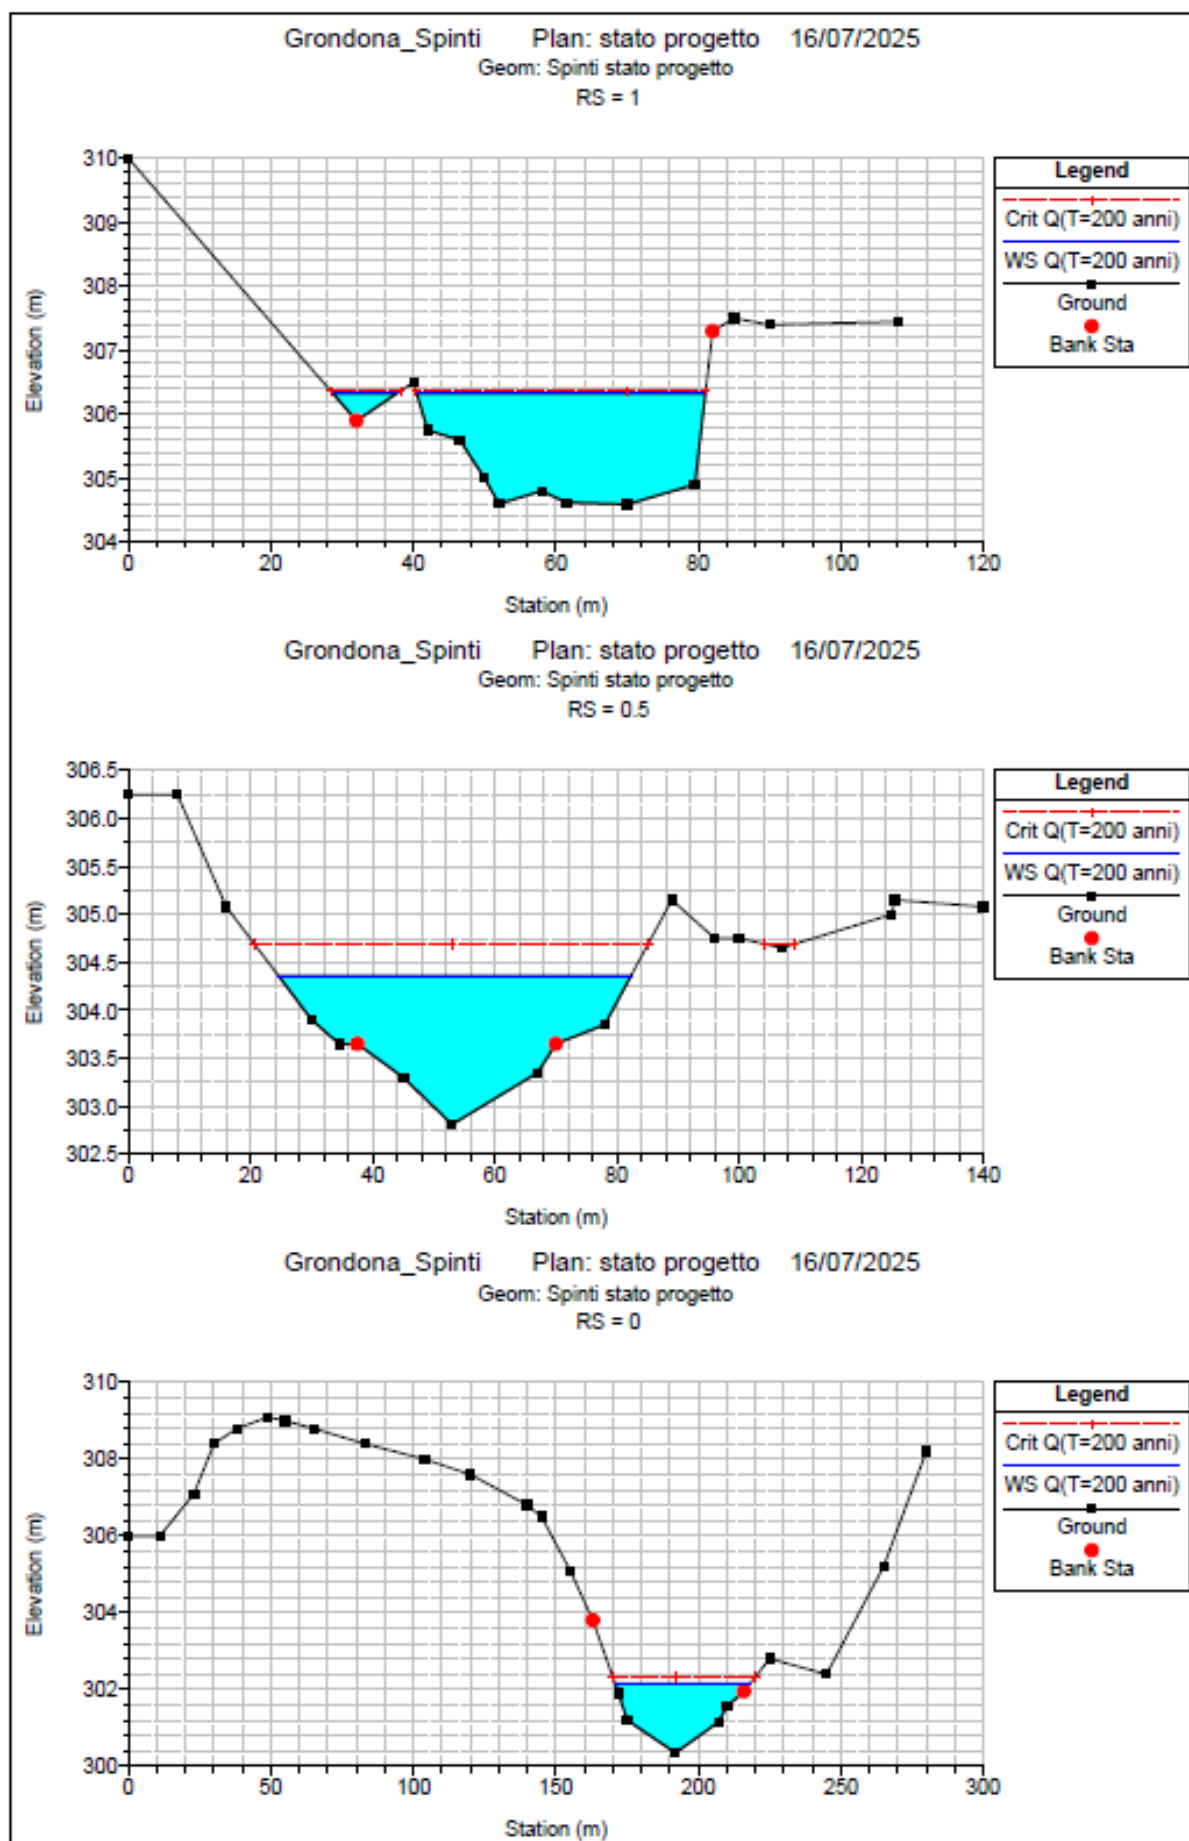 Grondona_Spinti Plan: stato progetto 16/07/2025
Geom: Spinti stato progetto
RS = 1
310
309
308
307
306
305
304
0 20 40 60 80 100 120
Elevation (m)
Station (m)
Legend
Crit Q(T=200 anni)
WS Q(T=200 anni)
Ground
Bank Sta
Grondona_Spinti Plan: stato progetto 16/07/2025
Geom: Spinti stato progetto
RS = 0.5
306.5
306.0
305.5
305.0
304.5
304.0
303.5
303.0
302.5
0 20 40 60 80 100 120 140
Elevation (m)
Station (m)
Legend
Crit Q(T=200 anni)
WS Q(T=200 anni)
Ground
Bank Sta
Grondona_Spinti Plan: stato progetto 16/07/2025
Geom: Spinti stato progetto
RS = 0
310
308
306
304
302
300
0 50 100 150 200 250 300
Elevation (m)
Station (m)
Legend
Crit Q(T=200 anni)
WS Q(T=200 anni)
Ground
Bank Sta